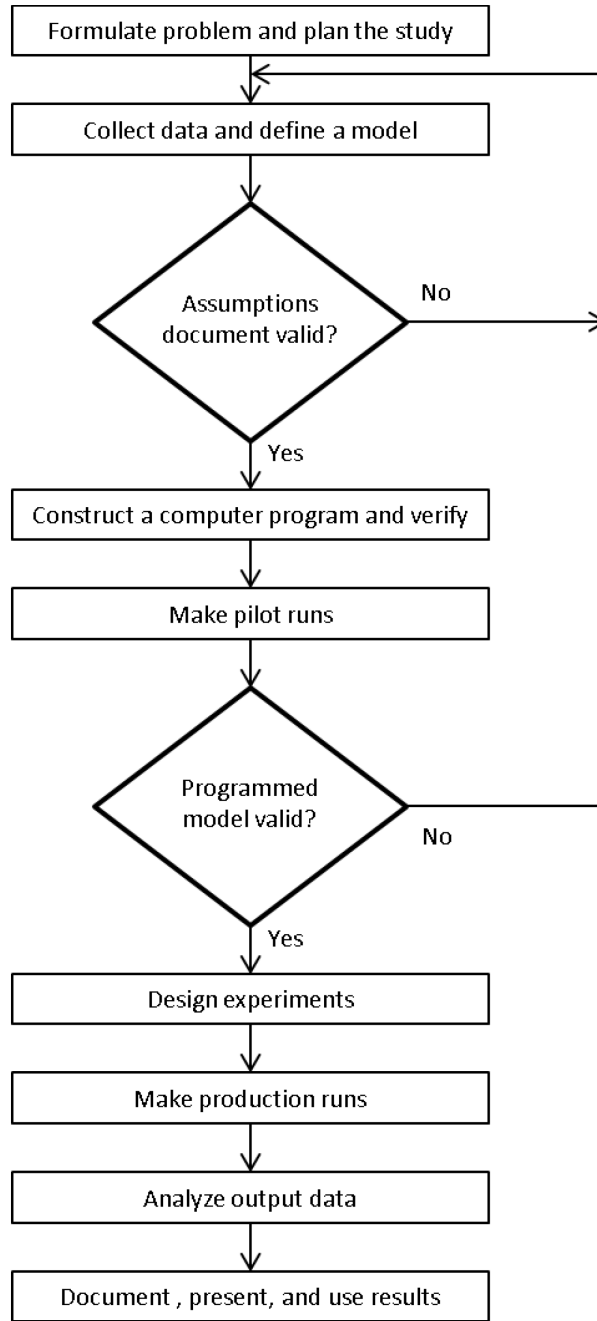 Formulate problem and plan the study
Collect data and define a model
Assumptions
document valid?
No
Yes
Construct a computer program and verify
Make pilot runs
Programmed
model valid?
No
Yes
Design experiments
Make production runs
Analyze output data
Document , present, and use results